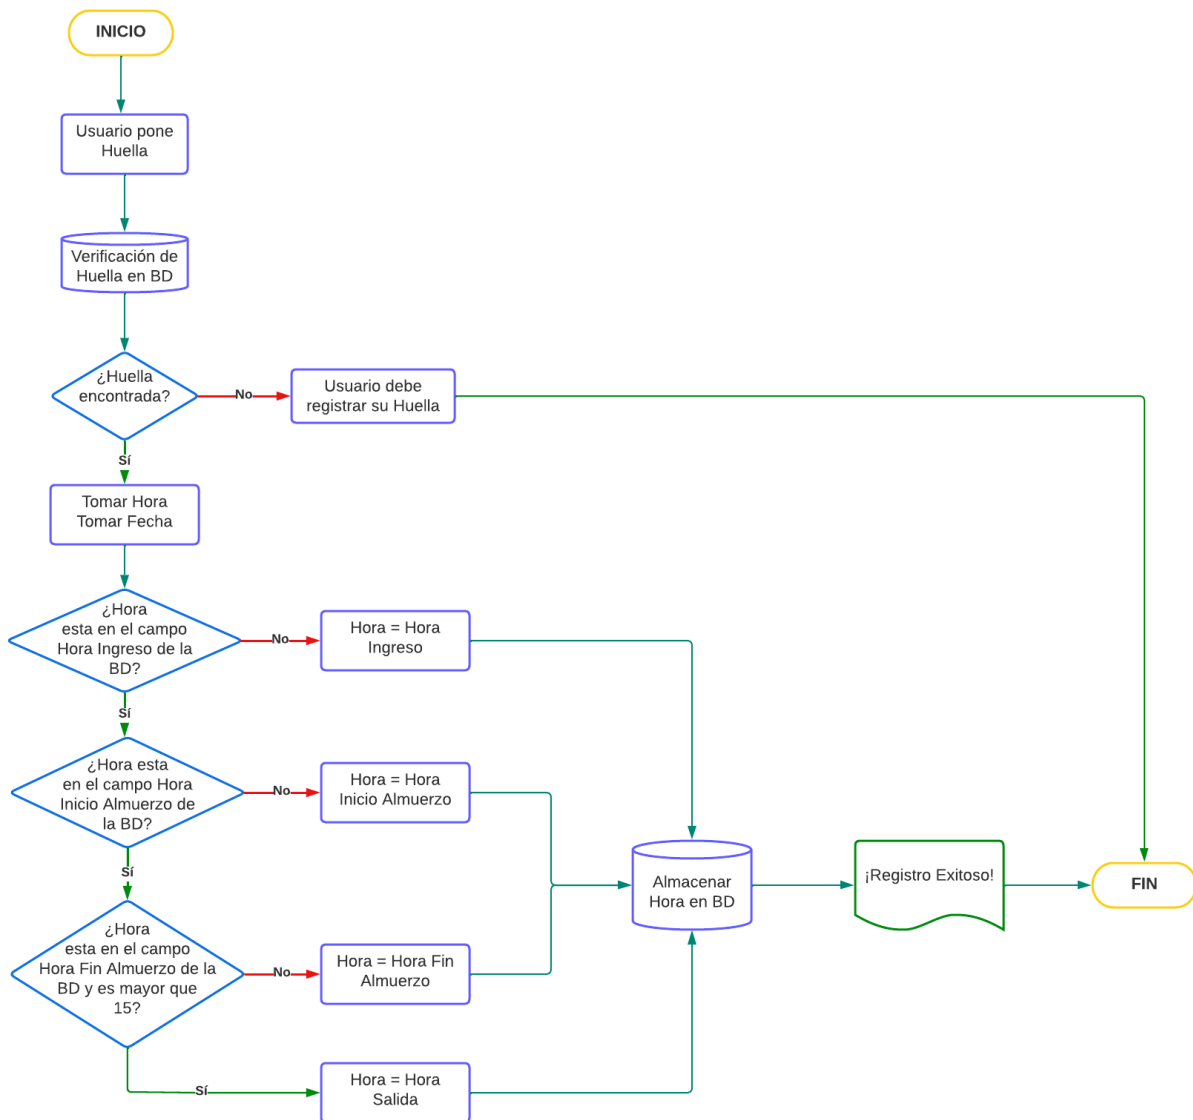 INICIO
Usuario pone
Huella
Verificación de
Huella en BD
¿Huella
encontrada?
No
Usuario debe
registrar su Huella
Sí
Tomar Hora
Tomar Fecha
¿Hora
esta en el campo
Hora Ingreso de la
BD?
No
Hora = Hora
Ingreso
Sí
¿Hora esta
en el campo Hora
Inicio Almuerzo de
la BD?
No
Hora = Hora
Inicio Almuerzo
Sí
¿Hora
esta en el campo
Hora Fin Almuerzo de la
BD y es mayor que
15?
No
Hora = Hora Fin
Almuerzo
Sí
Hora = Hora
Salida
Almacenar
Hora en BD
¡Registro Exitoso!
FIN